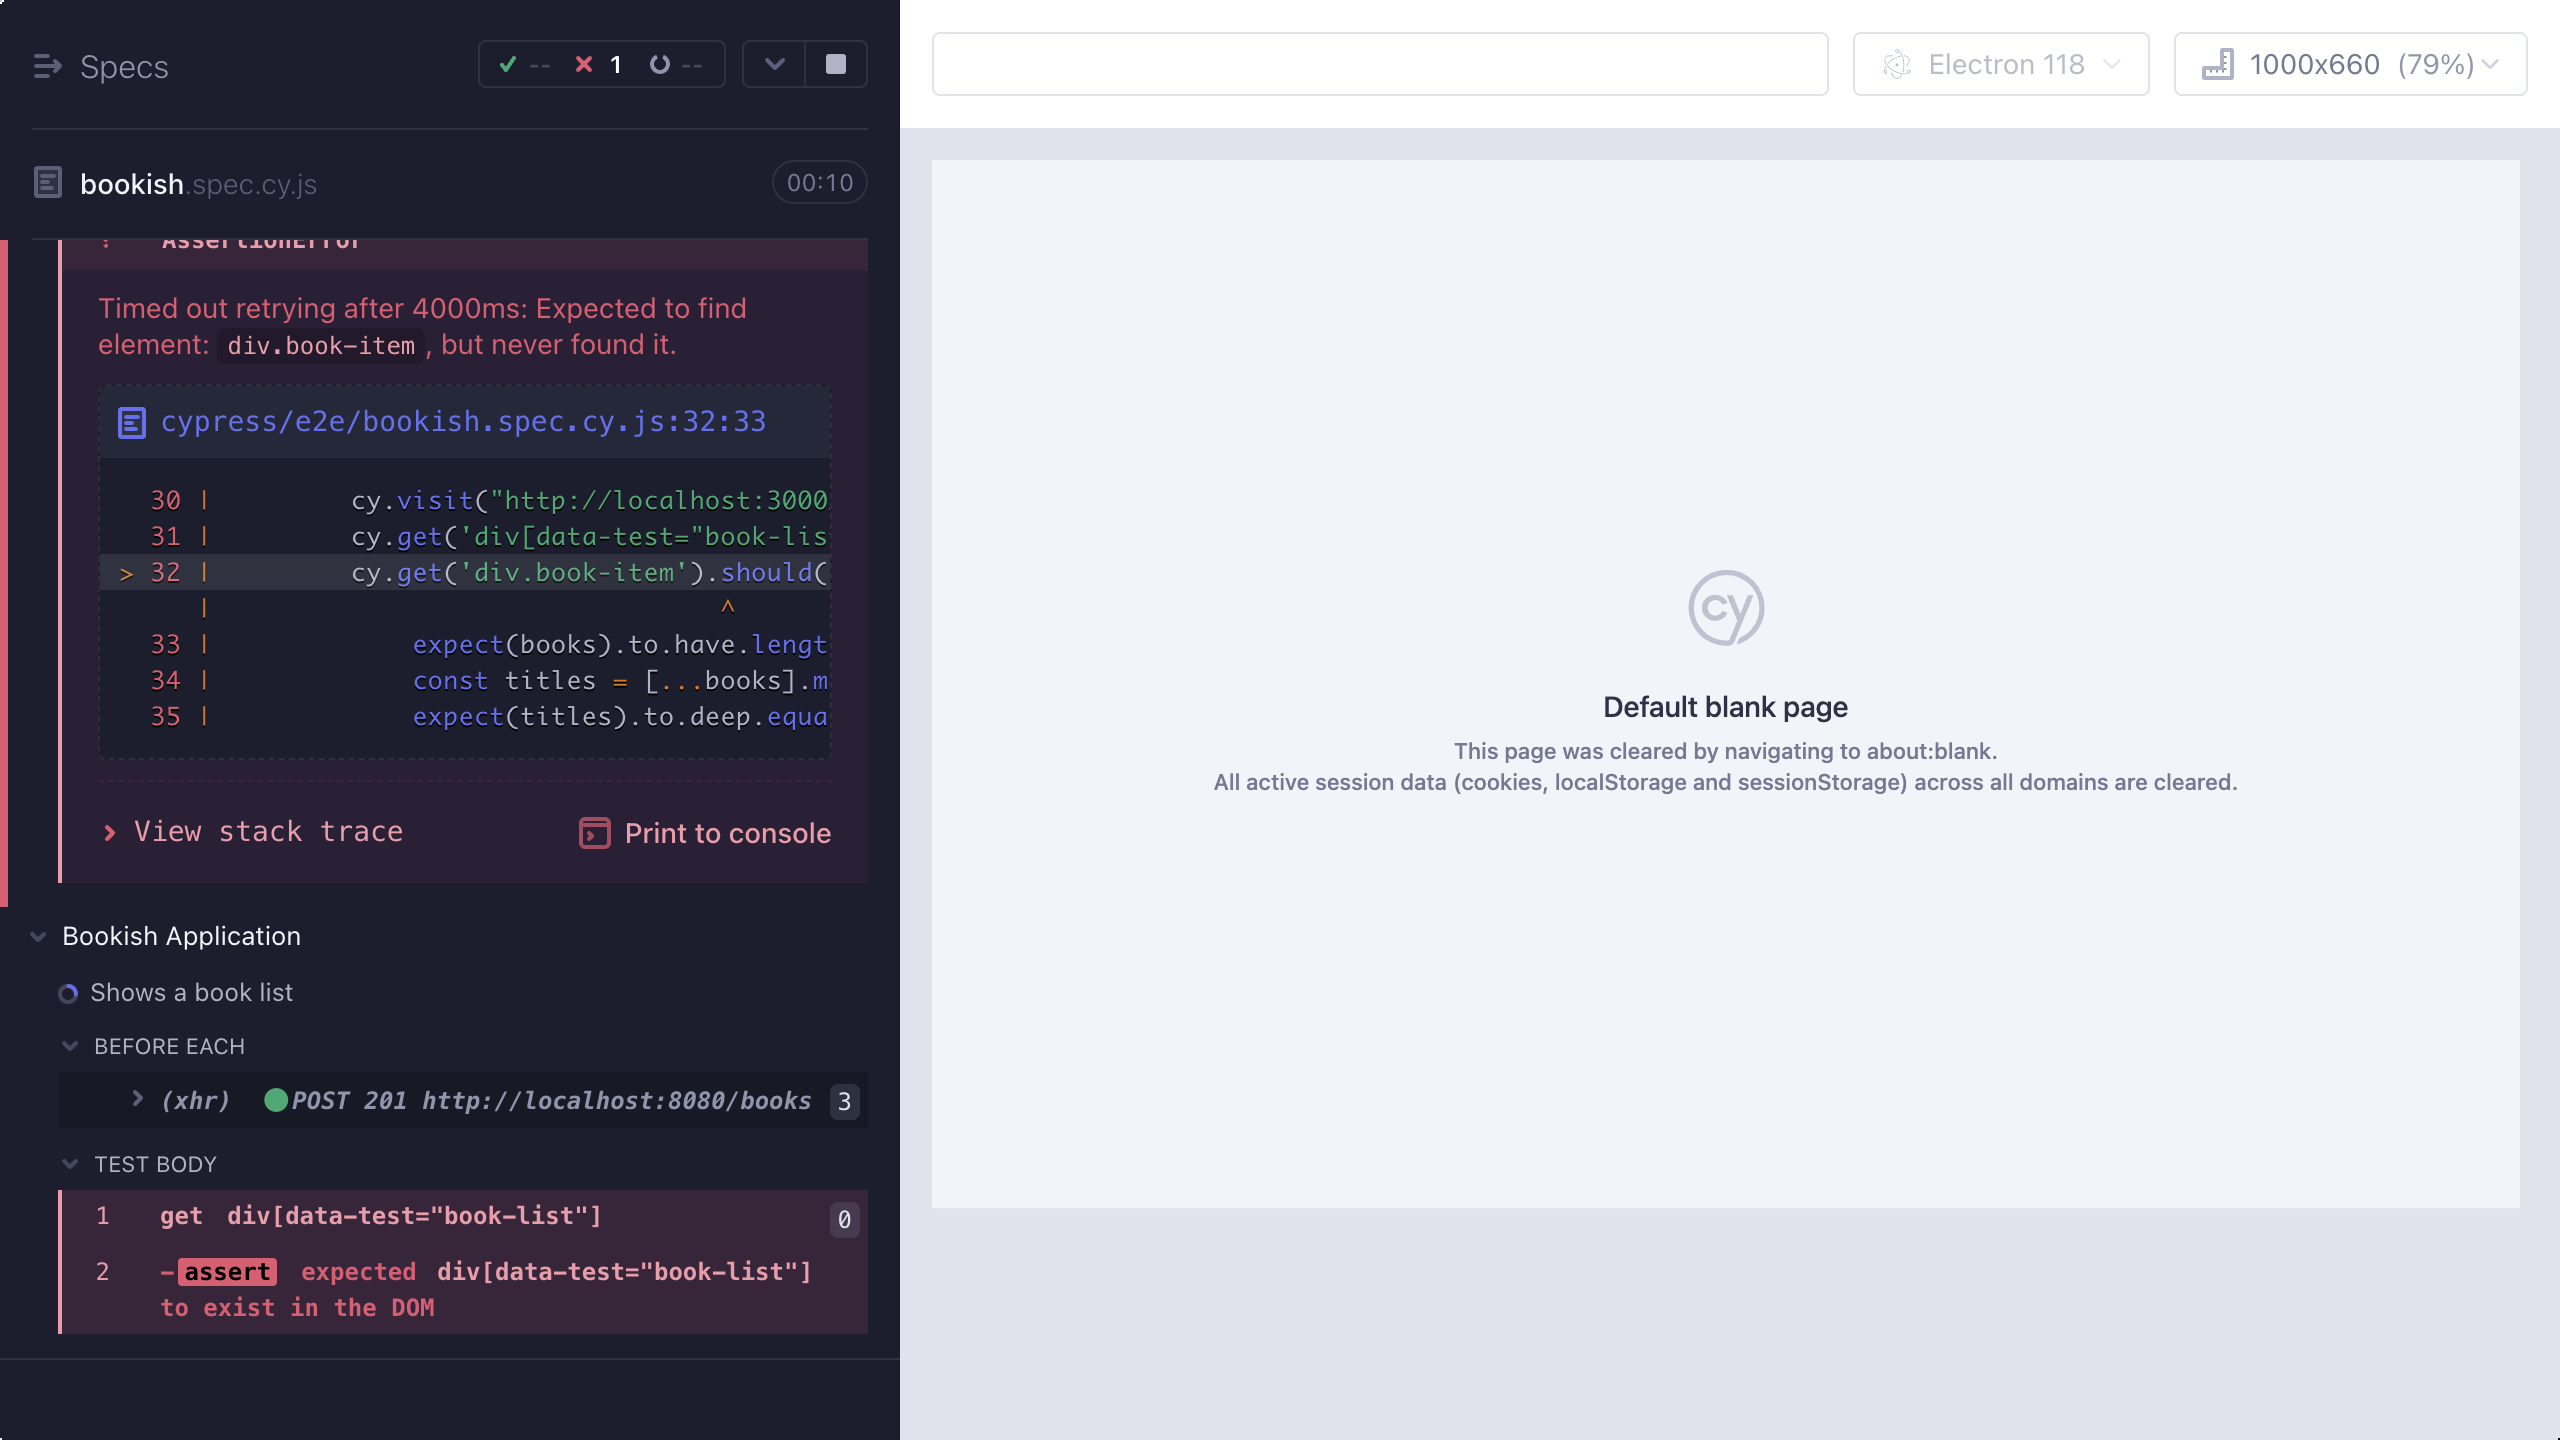 Specs
-- 1 --
bookish.spec.cy.js
00:10
AssertionError
Timed out retrying after 4000ms: Expected to find
element: div.book-item, but never found it.
cypress/e2e/bookish.spec.cy.js:32:33
30 | cy.visit("http://localhost:3000
31 | cy.get('div[data-test="book-lis
> 32 | cy.get('div.book-item').should(
| ^
33 | expect(books).to.have.lengt
34 | const titles = [...books].m
35 | expect(titles).to.deep.equa
View stack trace
Print to console
Bookish Application
Shows a book list
BEFORE EACH
(xhr) POST 201 http://localhost:8080/books 3
TEST BODY
1 get div[data-test="book-list"] 0
2 -assert expected div[data-test="book-list"]
to exist in the DOM
Electron 118
1000x660 (79%)
cy
Default blank page
This page was cleared by navigating to about:blank.
All active session data (cookies, localStorage and sessionStorage) across all domains are cleared.